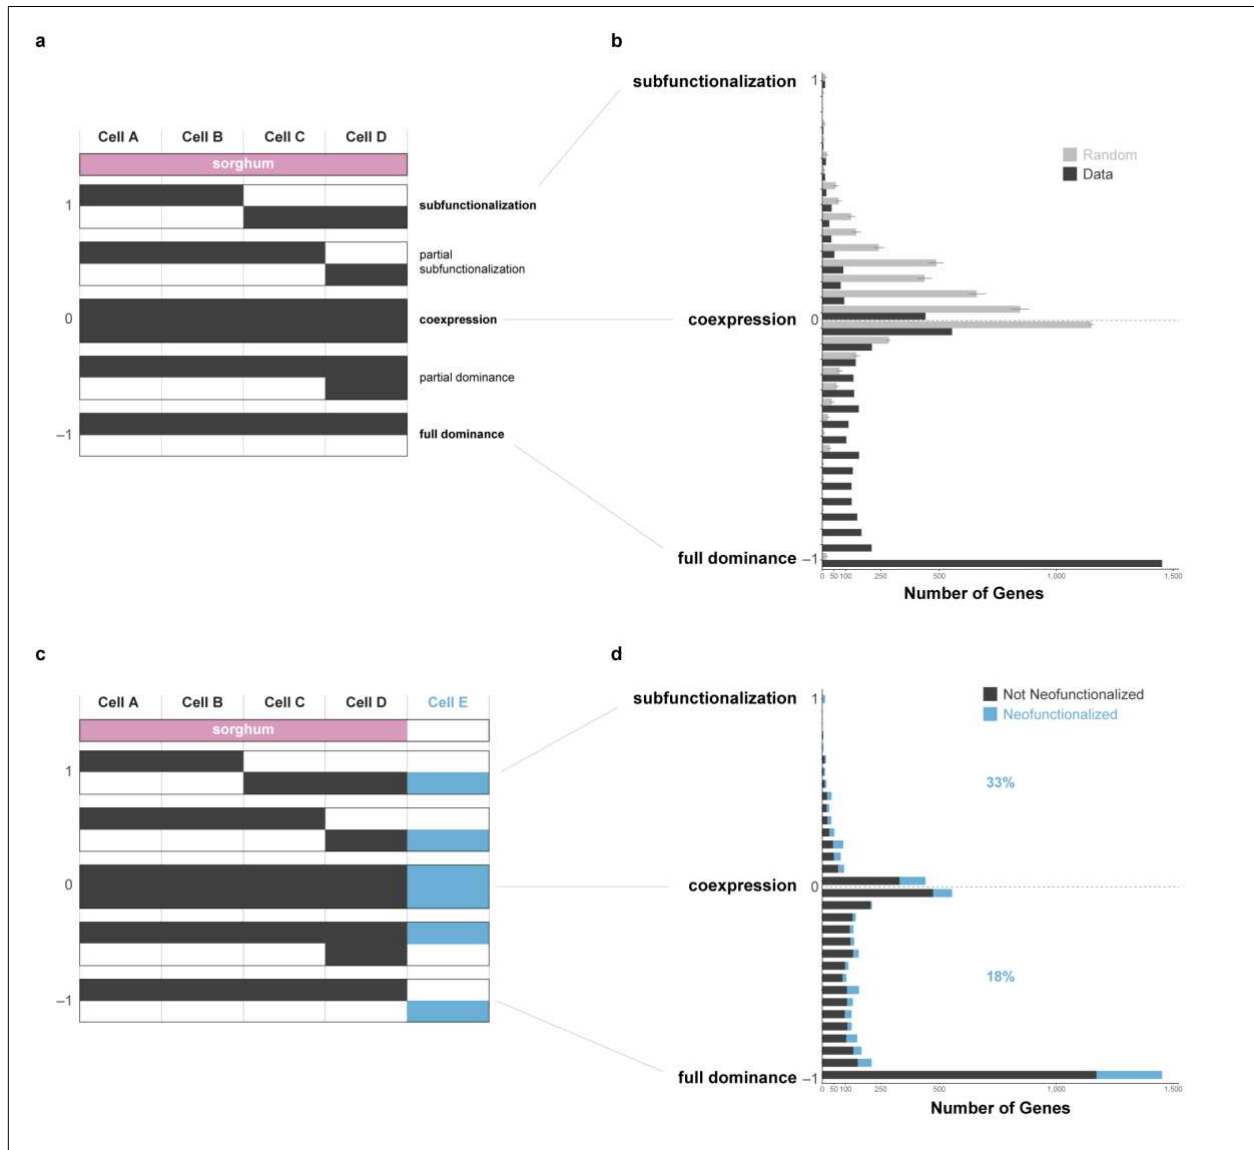 a
Cell A Cell B Cell C Cell D
sorghum
1
subfunctionalization
partial
subfunctionalization
0
coexpression
partial dominance
–1
full dominance
b
subfunctionalization
1
Random
Data
coexpression
0
full dominance
–1
0 50 100 250 500 1,000 1,500
Number of Genes
c
Cell A Cell B Cell C Cell D Cell E
sorghum
1
0
–1
d
subfunctionalization
1
Not Neofunctionalized
Neofunctionalized
33%
coexpression
0
18%
full dominance
–1
0 50 100 250 500 1,000 1,500
Number of Genes